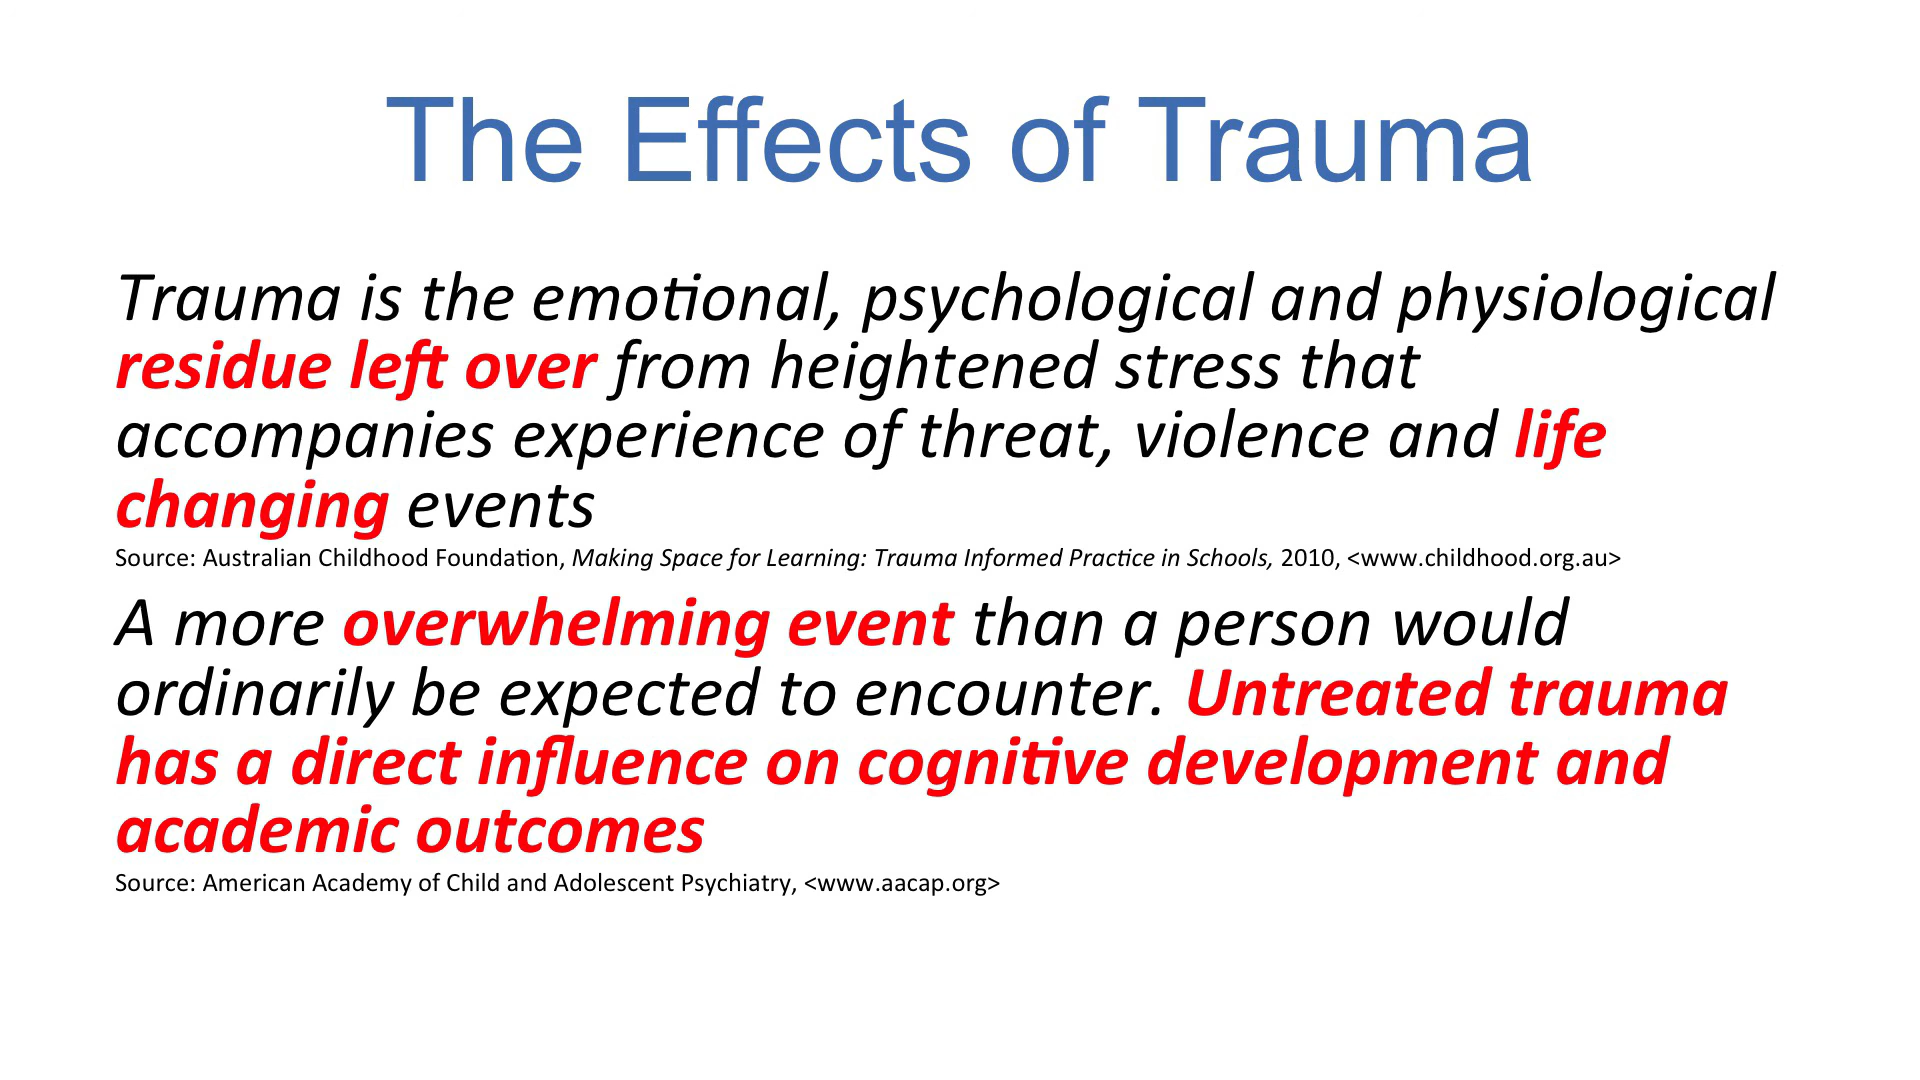 The Effects of Trauma
Trauma is the emotional, psychological and physiological
residue left over from heightened stress that
accompanies experience of threat, violence and life
changing events
Source: Australian Childhood Foundation, Making Space for Learning: Trauma Informed Practice in Schools, 2010, <www.childhood.org.au>
A more overwhelming event than a person would
ordinarily be expected to encounter. Untreated trauma
has a direct influence on cognitive development and
academic outcomes
Source: American Academy of Child and Adolescent Psychiatry, <www.aacap.org>